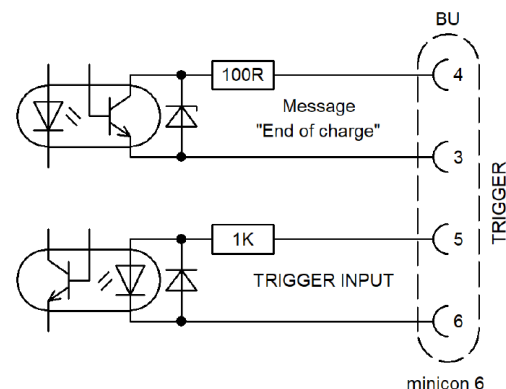 BU
100R
4
Message
"End of charge"
3
TRIGGER
1K
5
TRIGGER INPUT
6
minicon 6